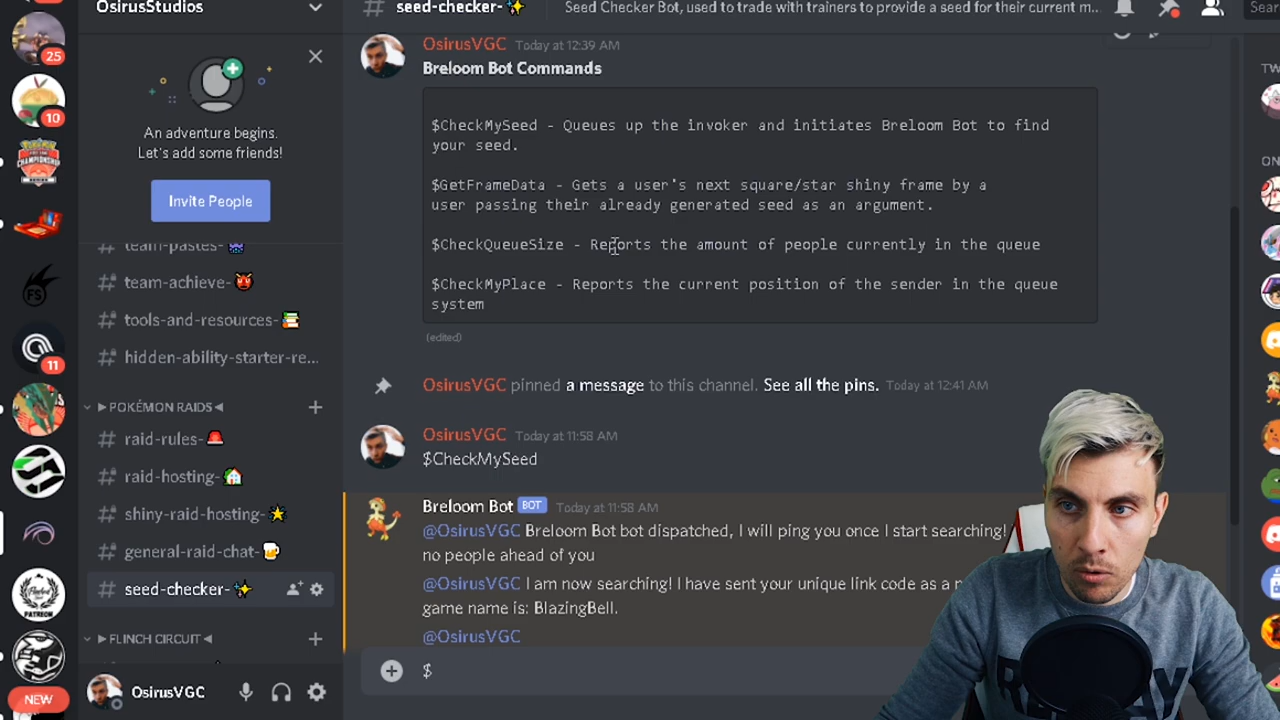 OsirusStudios
seed-checker-✨
Seed Checker Bot, used to trade with trainers to provide a seed for their current m...
25
10
11
NEW
An adventure begins.
Let's add some friends!
Invite People
team-pastes-
team-achieve-
tools-and-resources-
hidden-ability-starter-re...
►POKÉMON RAIDS◄
raid-rules-
raid-hosting-
shiny-raid-hosting-
general-raid-chat-
seed-checker-✨
►FLINCH CIRCUIT◄
OsirusVGC
OsirusVGC Today at 12:39 AM
Breloom Bot Commands
$CheckMySeed - Queues up the invoker and initiates Breloom Bot to find
your seed.
$GetFrameData - Gets a user's next square/star shiny frame by a
user passing their already generated seed as an argument.
$CheckQueueSize - Reports the amount of people currently in the queue
$CheckMyPlace - Reports the current position of the sender in the queue
system
(edited)
OsirusVGC pinned a message to this channel. See all the pins. Today at 12:41 AM
OsirusVGC Today at 11:58 AM
$CheckMySeed
Breloom Bot BOT Today at 11:58 AM
@OsirusVGC Breloom Bot bot dispatched, I will ping you once I start searching!
no people ahead of you
@OsirusVGC I am now searching! I have sent your unique link code as a
game name is: BlazingBell.
@OsirusVGC
$